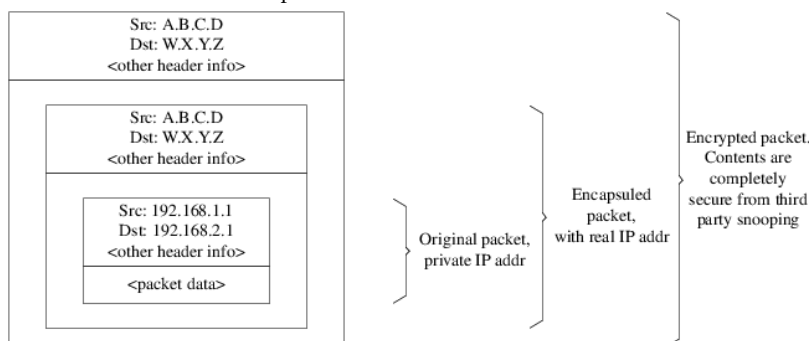 Src: A.B.C.D
Dst: W.X.Y.Z
<other header info>
Src: A.B.C.D
Dst: W.X.Y.Z
<other header info>
Src: 192.168.1.1
Dst: 192.168.2.1
<other header info>
<packet data>
Original packet,
private IP addr
Encapsuled
packet,
with real IP addr
Encrypted packet.
Contents are
completely
secure from third
party snooping